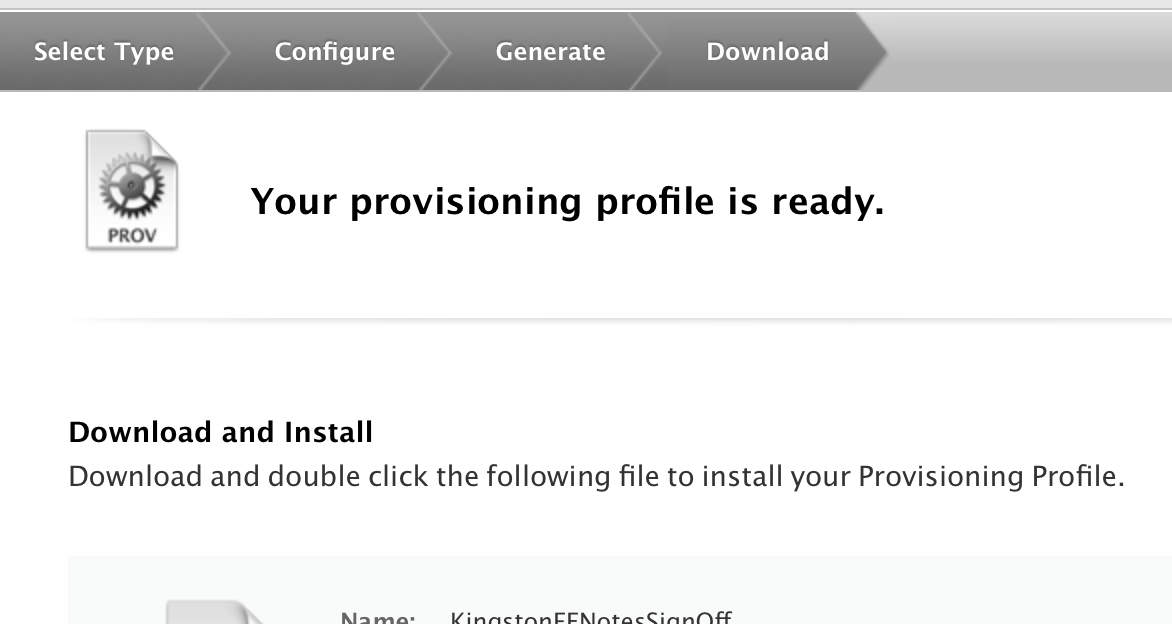 Select Type Configure Generate Download
PROV
Your provisioning profile is ready.
Download and Install
Download and double click the following file to install your Provisioning Profile.
Name: KingstonFFNotesSignOff